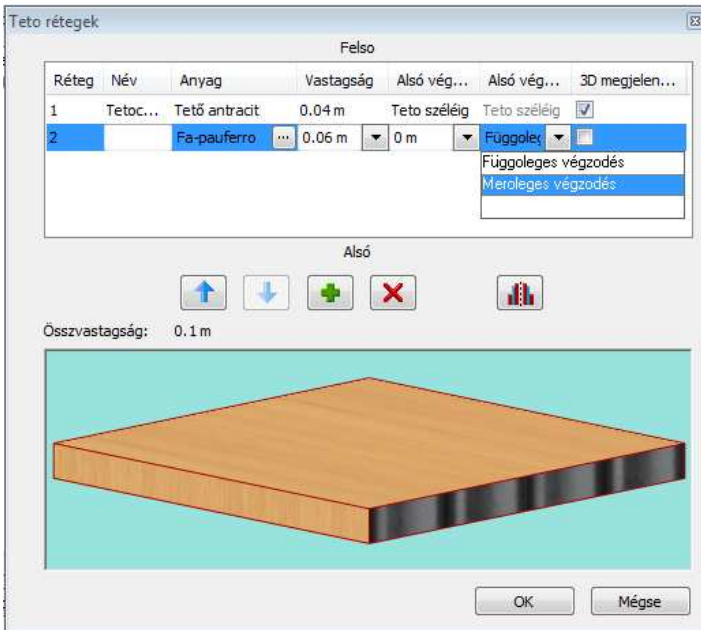 Teto rétegek
Felso
Réteg Név Anyag Vastagság Alsó vég... Alsó vég... 3D megjelen...
1 Tetoc... Tető antracit 0.04 m Teto széléig Teto széléig
2 Fa-pauferro ... 0.06 m 0 m Függoleg
Függoleges végzodés
Meroleges végzodés
Alsó
Összvastagság: 0.1 m
OK Mégse